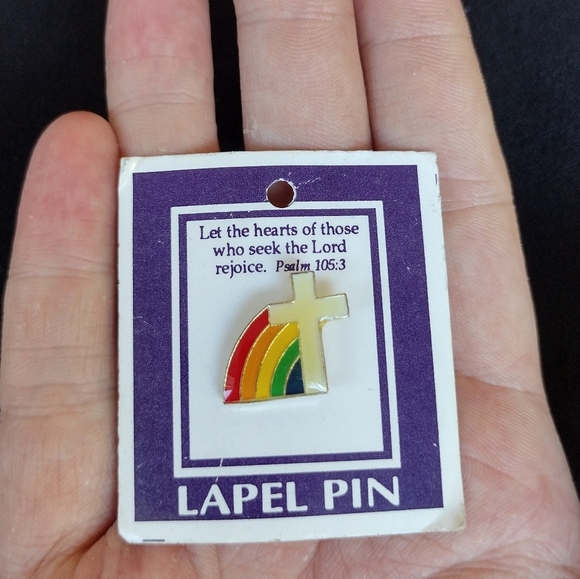 Let the hearts of those
who seek the Lord
rejoice. Psalm 105:3
LAPEL PIN